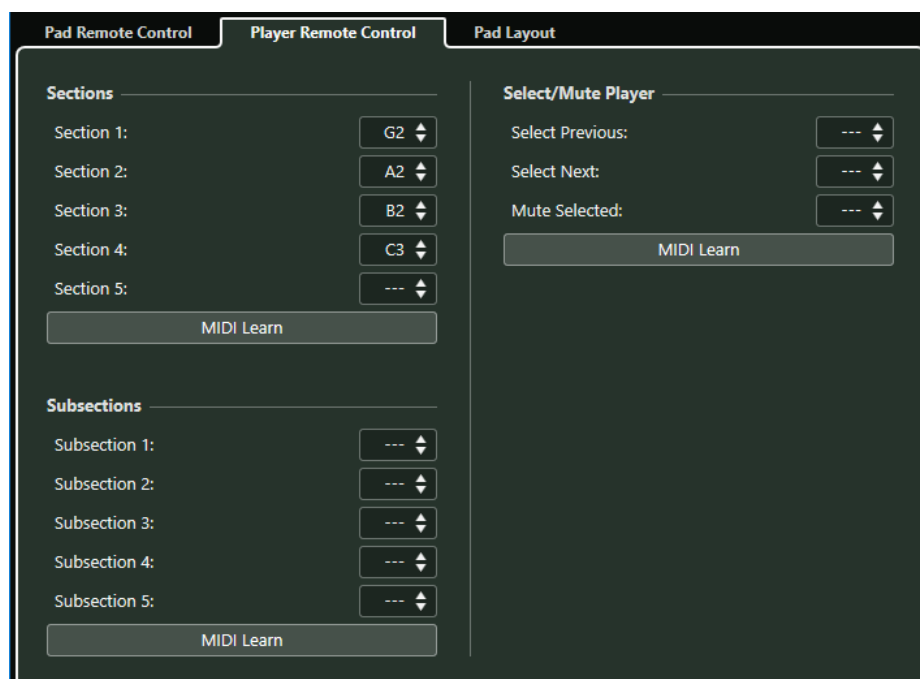 Pad Remote Control Player Remote Control Pad Layout
Sections
Section 1: G2
Section 2: A2
Section 3: B2
Section 4: C3
Section 5: ---
MIDI Learn
Subsections
Subsection 1: ---
Subsection 2: ---
Subsection 3: ---
Subsection 4: ---
Subsection 5: ---
MIDI Learn
Select/Mute Player
Select Previous: ---
Select Next: ---
Mute Selected: ---
MIDI Learn